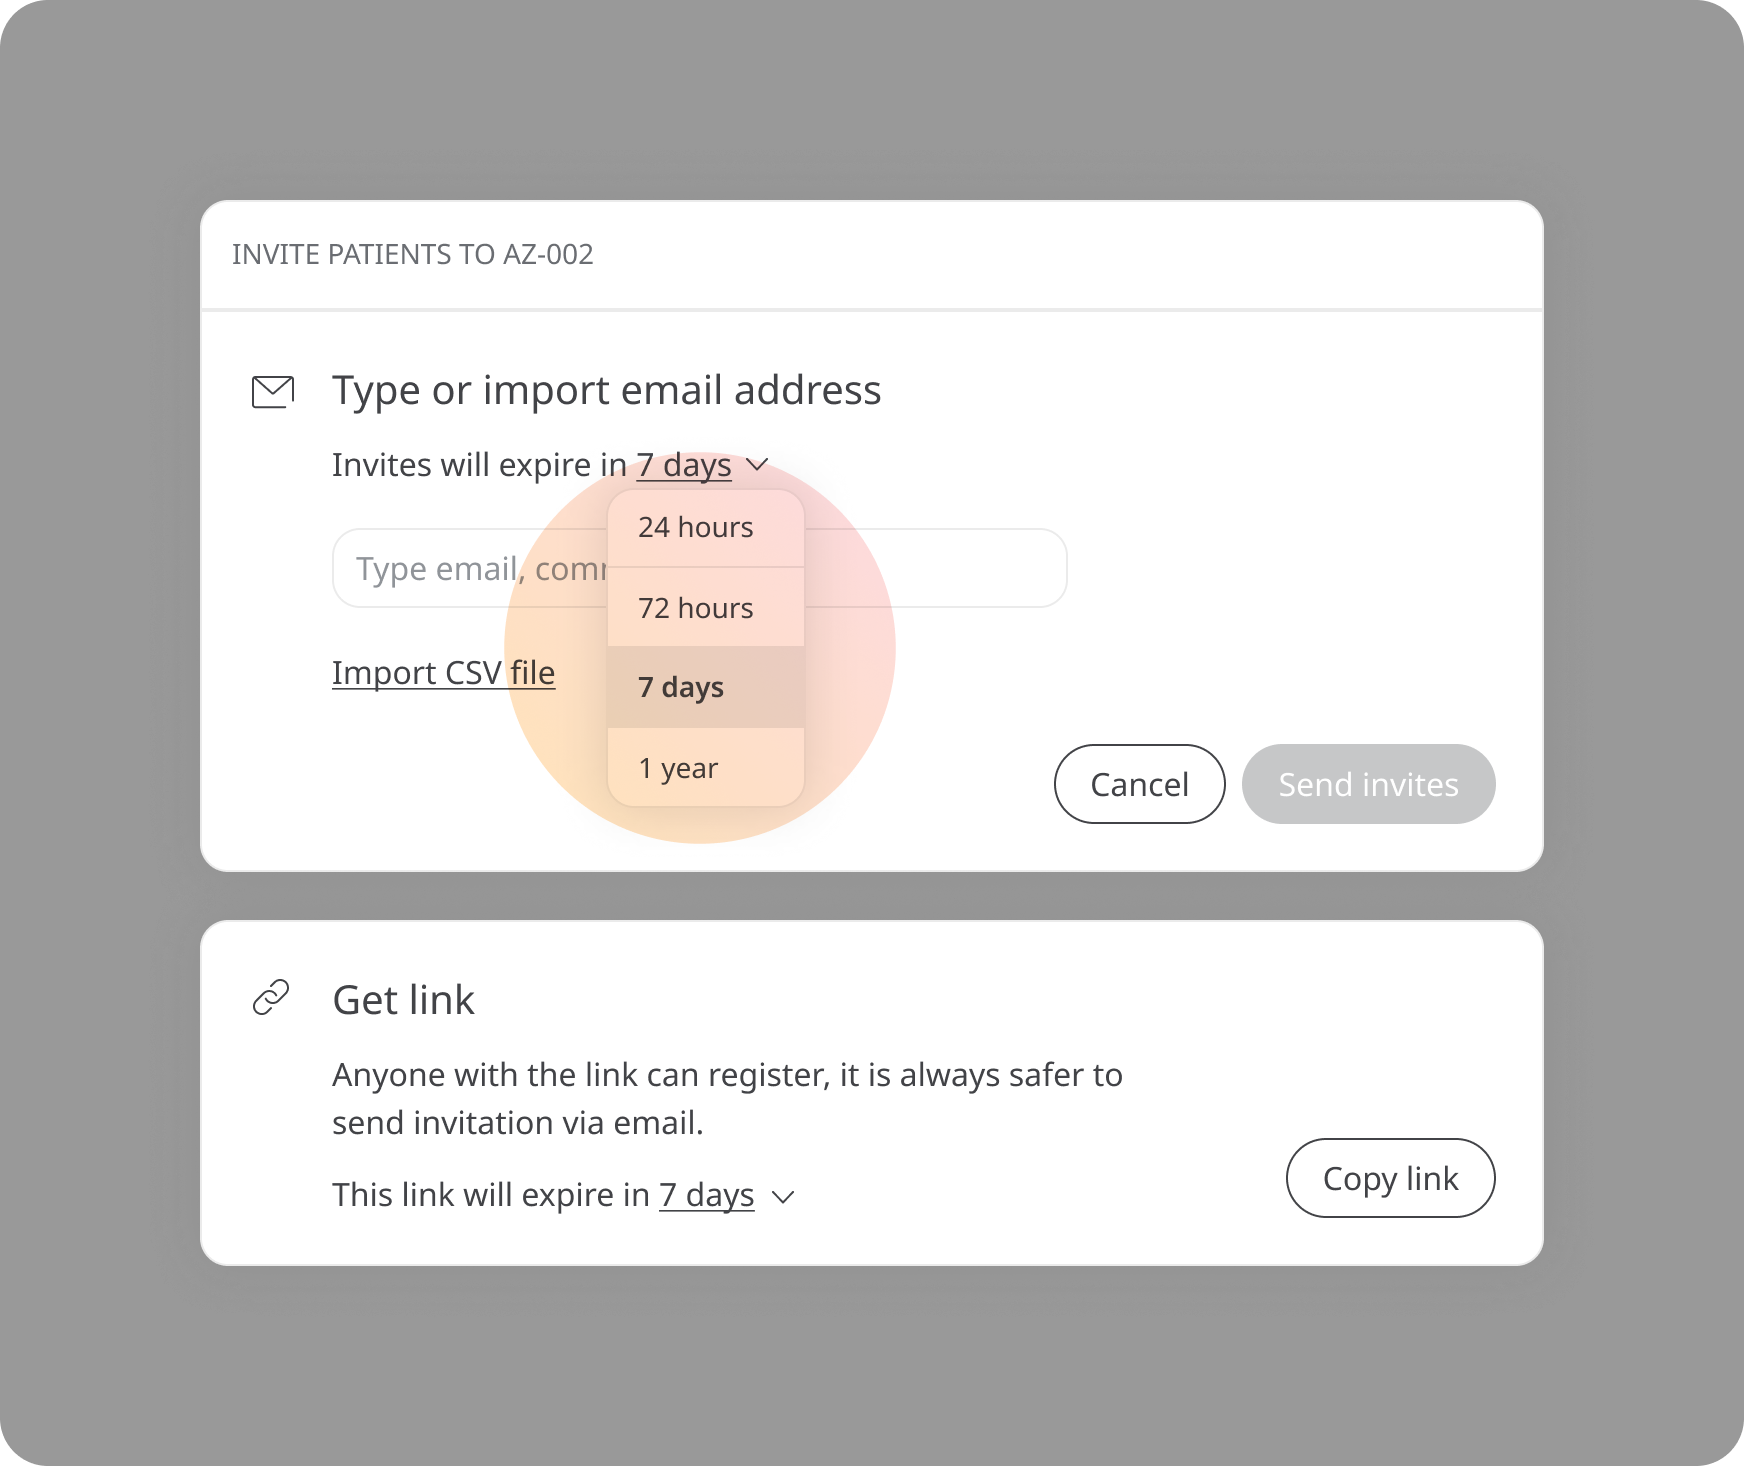 INVITE PATIENTS TO AZ-002
Type or import email address
Invites will expire in 7 days
24 hours
Type email,
72 hours
Import CSV file
7 days
1 year
Cancel
Send invites
Get link
Anyone with the link can register, it is always safer to
send invitation via email.
This link will expire in 7 days
Copy link